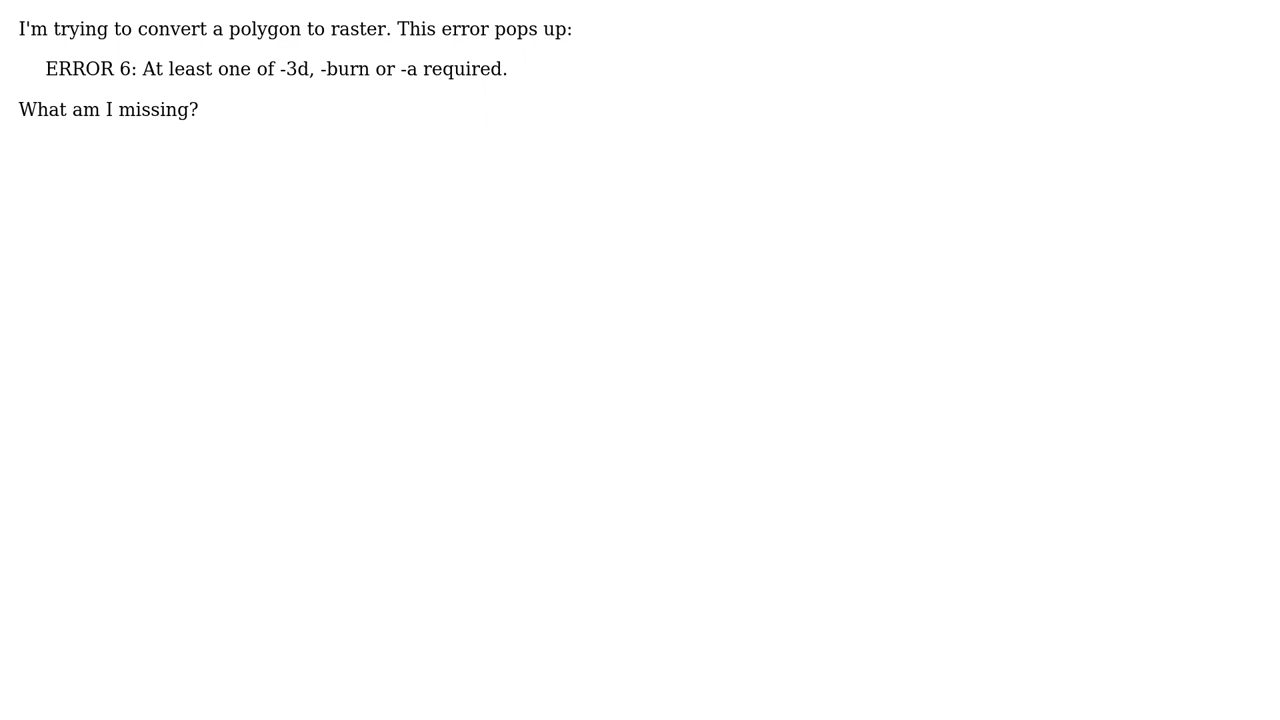 I'm trying to convert a polygon to raster. This error pops up:
ERROR 6: At least one of -3d, -burn or -a required.
What am I missing?